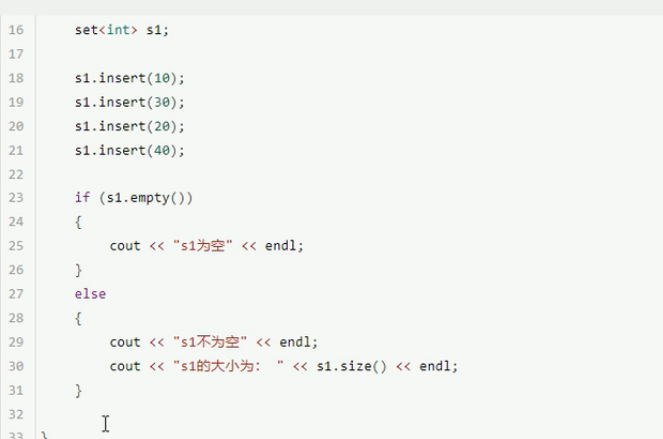 16 set<int> s1;
17
18 s1.insert(10);
19 s1.insert(30);
20 s1.insert(20);
21 s1.insert(40);
22
23 if (s1.empty())
24 {
25 cout << "s1为空" << endl;
26 }
27 else
28 {
29 cout << "s1不为空" << endl;
30 cout << "s1的大小为： " << s1.size() << endl;
31 }
32
33 }